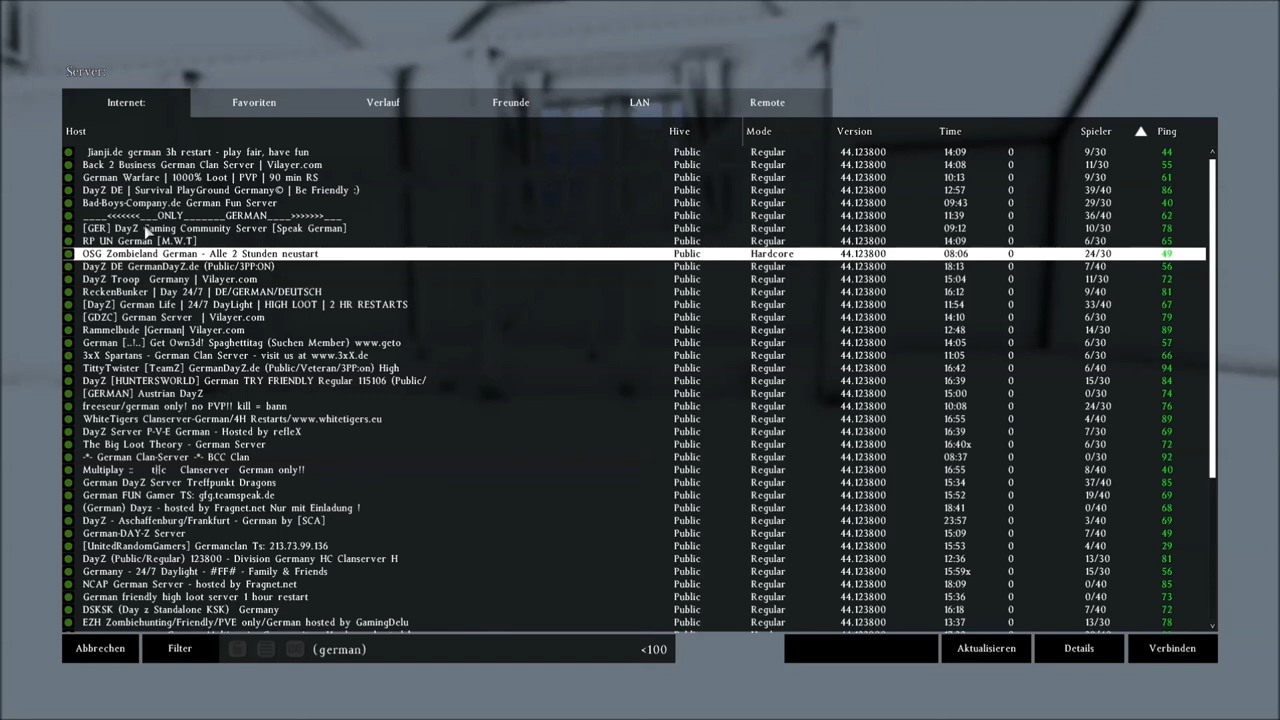 Server:
Internet: Favoriten Verlauf Freunde LAN Remote
Host Hive Mode Version Time Spieler Ping
Jianji.de german 3h restart - play fair, have fun Public Regular 44.123800 14:09 0 9/30 44
Back 2 Business German Clan Server | Vilayer.com Public Regular 44.123800 14:08 0 11/30 55
German Warfare | 1000% Loot | PVP | 90 min RS Public Regular 44.123800 10:13 0 9/30 61
DayZ DE | Survival PlayGround Germany© | Be Friendly :) Public Regular 44.123800 12:57 0 39/40 86
Bad-Boys-Company.de German Fun Server Public Regular 44.123800 09:43 0 29/30 40
____<<<<<<<___ONLY_______GERMAN____>>>>>>>___ Public Regular 44.123800 11:39 0 36/40 62
[GER] DayZ Gaming Community Server [Speak German] Public Regular 44.123800 09:12 0 10/30 78
RP UN German [M.W.T] Public Regular 44.123800 14:09 0 6/30 65
OSG Zombieland German - Alle 2 Stunden neustart Public Hardcore 44.123800 08:06 0 24/30 49
DayZ DE GermanDayZ.de (Public/3PP:ON) Public Regular 44.123800 18:13 0 7/40 56
DayZ Troop Germany | Vilayer.com Public Regular 44.123800 15:04 0 11/30 72
ReckenBunker | Day 24/7 | DE/GERMAN/DEUTSCH Public Regular 44.123800 16:12 0 9/40 81
[DayZ] German Life | 24/7 DayLight | HIGH LOOT | 2 HR RESTARTS Public Regular 44.123800 11:54 0 33/40 67
[GDZC] German Server | Vilayer.com Public Regular 44.123800 14:10 0 9/30 79
Rammelbude |German| Vilayer.com Public Regular 44.123800 12:48 0 14/30 89
German [..!..] Get Own3d! Spaghettitag (Suchen Member) www.geto Public Regular 44.123800 14:05 0 6/30 57
3xX Spartans - German Clan Server - visit us at www.3xX.de Public Regular 44.123800 11:05 0 6/30 66
TittyTwister [TeamZ] GermanDayZ.de (Public/Veteran/3PP:on) High Public Regular 44.123800 16:42 0 6/40 94
DayZ [HUNTERSWORLD] German TRY FRIENDLY Regular 115106 (Public/ Public Regular 44.123800 16:39 0 15/30 84
[GERMAN] Austrian DayZ Public Regular 44.123800 15:00 0 0/30 74
freeseur/german only! no PVP!! kill = bann Public Regular 44.123800 10:08 0 24/30 76
WhiteTigers Clanserver-German/4H Restarts/www.whitetigers.eu Public Regular 44.123800 16:55 0 4/40 89
DayZ Server P-V-E German - Hosted by refleX Public Regular 44.123800 16:39 0 7/30 69
The Big Loot Theory - German Server Public Regular 44.123800 16:40x 0 6/30 72
-*- German Clan-Server -*- BCC Clan Public Regular 44.123800 08:37 0 0/30 92
Multiplay :: t||c Clanserver German only!! Public Regular 44.123800 16:55 0 8/40 40
German DayZ Server Treffpunkt Dragons Public Regular 44.123800 15:34 0 37/40 85
German FUN Gamer TS: gfg.teamspeak.de Public Regular 44.123800 15:52 0 19/40 69
(German) Dayz - hosted by Fragnet.net Nur mit Einladung ! Public Regular 44.123800 18:41 0 0/40 68
DayZ - Aschaffenburg/Frankfurt - German by [SCA] Public Regular 44.123800 23:57 0 3/40 69
German-DAY-Z Server Public Regular 44.123800 15:09 0 7/40 49
[UnitedRandomGamers] Germanclan Ts: 213.73.99.136 Public Regular 44.123800 15:53 0 4/40 29
DayZ (Public/Regular) 123800 - Division Germany HC Clanserver H Public Regular 44.123800 12:36 0 13/30 81
Germany - 24/7 Daylight - #FF# - Family & Friends Public Regular 44.123800 15:59x 0 15/30 56
NCAP German Server - hosted by Fragnet.net Public Regular 44.123800 18:09 0 0/40 85
German friendly high loot server 1 hour restart Public Regular 44.123800 15:36 0 0/30 73
DSKSK (Day z Standalone KSK) Germany Public Regular 44.123800 16:18 0 7/40 72
EZH Zombiehunting/Friendly/PVE only/German hosted by GamingDelu Public Regular 44.123800 13:37 0 13/30 78
Abbrechen Filter (german) <100 Aktualisieren Details Verbinden